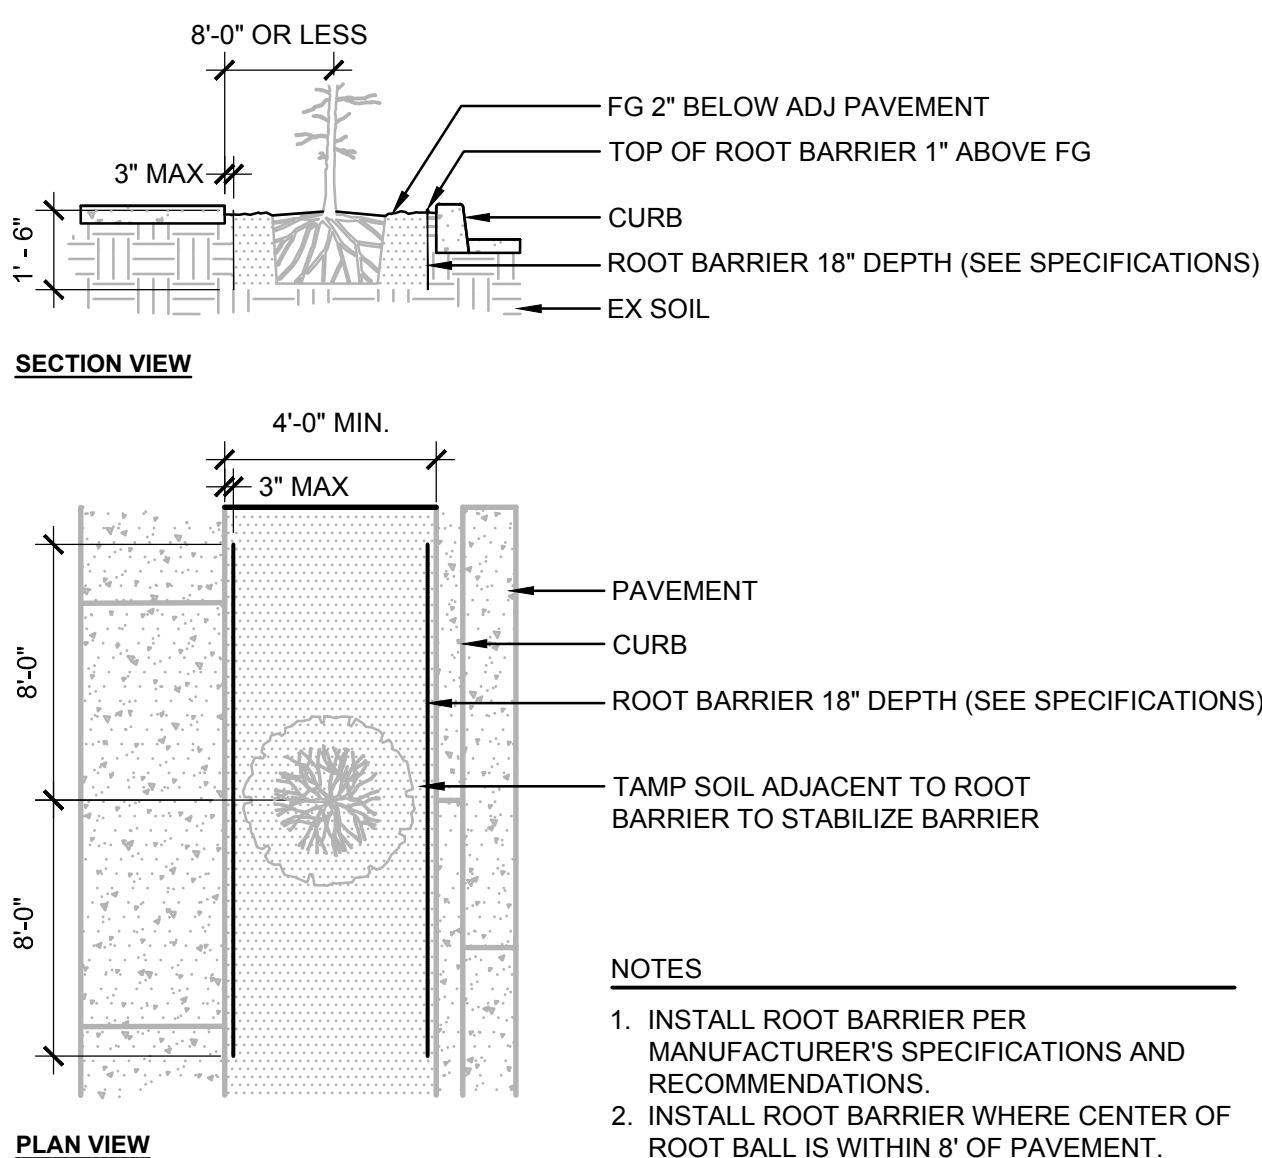 8'-0" OR LESS
FG 2" BELOW ADJ PAVEMENT
TOP OF ROOT BARRIER 1" ABOVE FG
3" MAX
CURB
1' - 6"
ROOT BARRIER 18" DEPTH (SEE SPECIFICATIONS)
EX SOIL
SECTION VIEW
4'-0" MIN.
3" MAX
PAVEMENT
CURB
8'-0"
ROOT BARRIER 18" DEPTH (SEE SPECIFICATIONS)
TAMP SOIL ADJACENT TO ROOT
BARRIER TO STABILIZE BARRIER
8'-0"
NOTES
1. INSTALL ROOT BARRIER PER
MANUFACTURER'S SPECIFICATIONS AND
RECOMMENDATIONS.
2. INSTALL ROOT BARRIER WHERE CENTER OF
ROOT BALL IS WITHIN 8' OF PAVEMENT.
PLAN VIEW